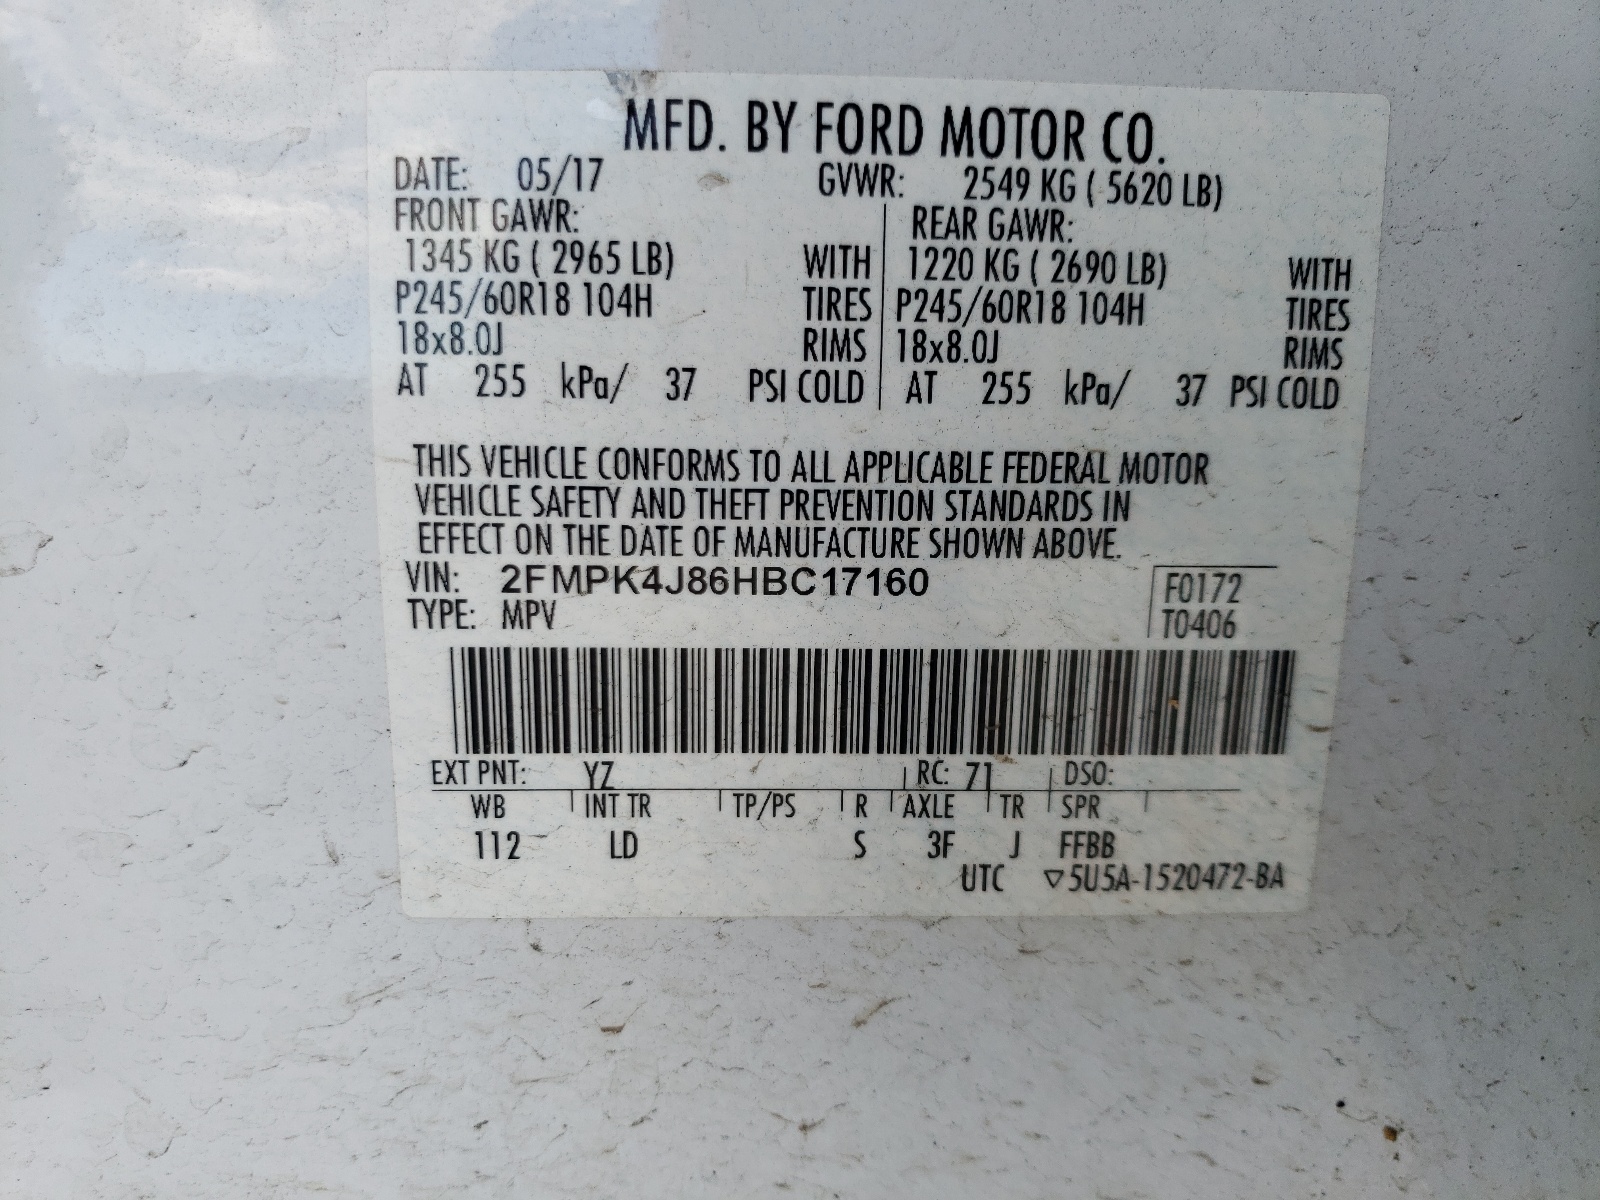 MFD. BY FORD MOTOR CO.
DATE: 05/17 GVWR: 2549 KG ( 5620 LB)
FRONT GAWR: REAR GAWR:
1345 KG ( 2965 LB) WITH 1220 KG ( 2690 LB) WITH
P245/60R18 104H TIRES P245/60R18 104H TIRES
18x8.0J RIMS 18x8.0J RIMS
AT 255 kPa/ 37 PSI COLD AT 255 kPa/ 37 PSI COLD
THIS VEHICLE CONFORMS TO ALL APPLICABLE FEDERAL MOTOR
VEHICLE SAFETY AND THEFT PREVENTION STANDARDS IN
EFFECT ON THE DATE OF MANUFACTURE SHOWN ABOVE.
VIN: 2FMPK4J86HBC17160 F0172
TYPE: MPV T0406
EXT PNT: YZ RC: 71 DSO:
WB INT TR TP/PS R AXLE TR SPR
112 LD S 3F J FFBB
UTC ▽5U5A-1520472-BA